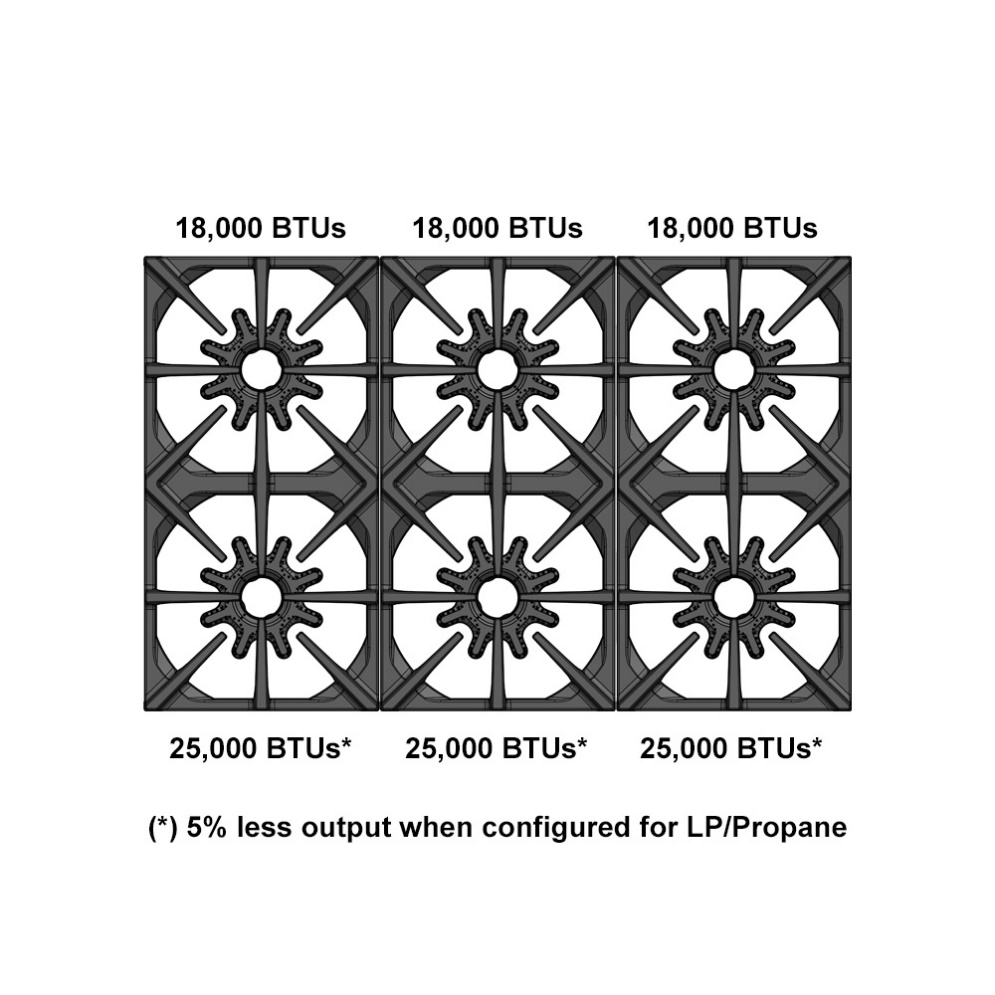 18,000 BTUs 18,000 BTUs 18,000 BTUs
25,000 BTUs* 25,000 BTUs* 25,000 BTUs*
(*) 5% less output when configured for LP/Propane